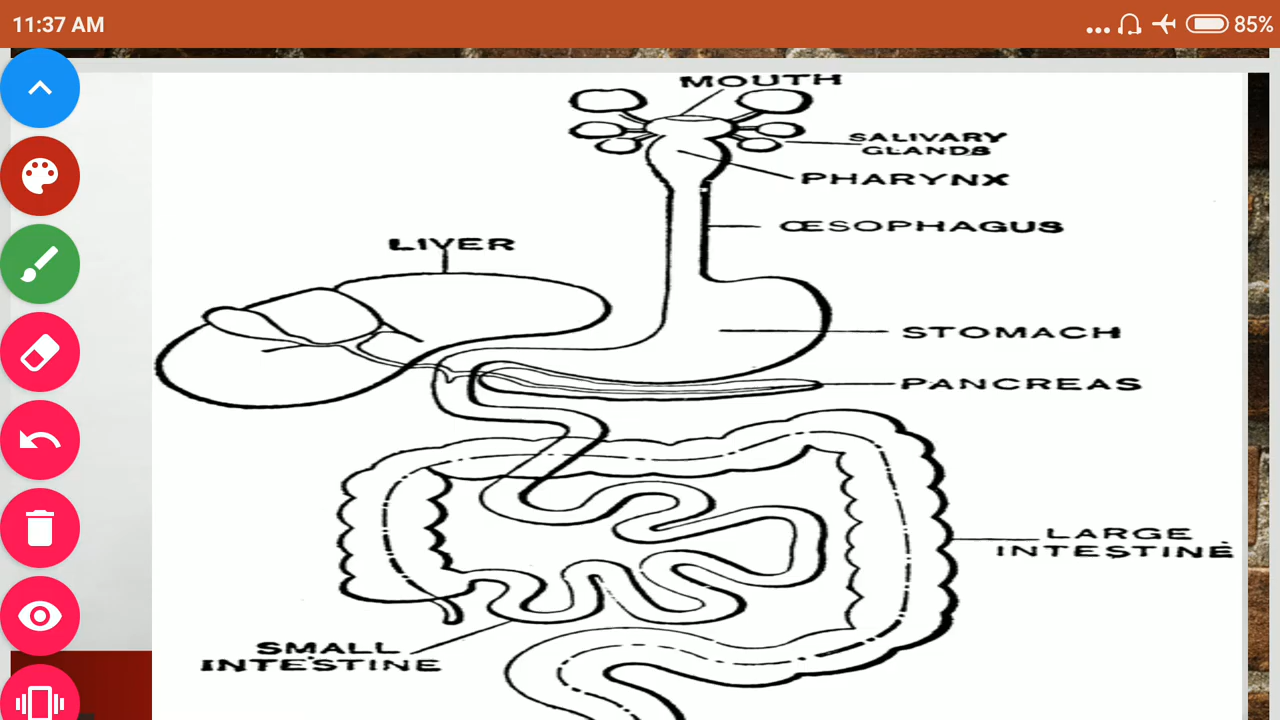 11:37 AM
85%
MOUTH
SALIVARY
GLANDS
PHARYNX
ŒSOPHAGUS
LIVER
STOMACH
PANCREAS
LARGE
INTESTINE
SMALL
INTESTINE